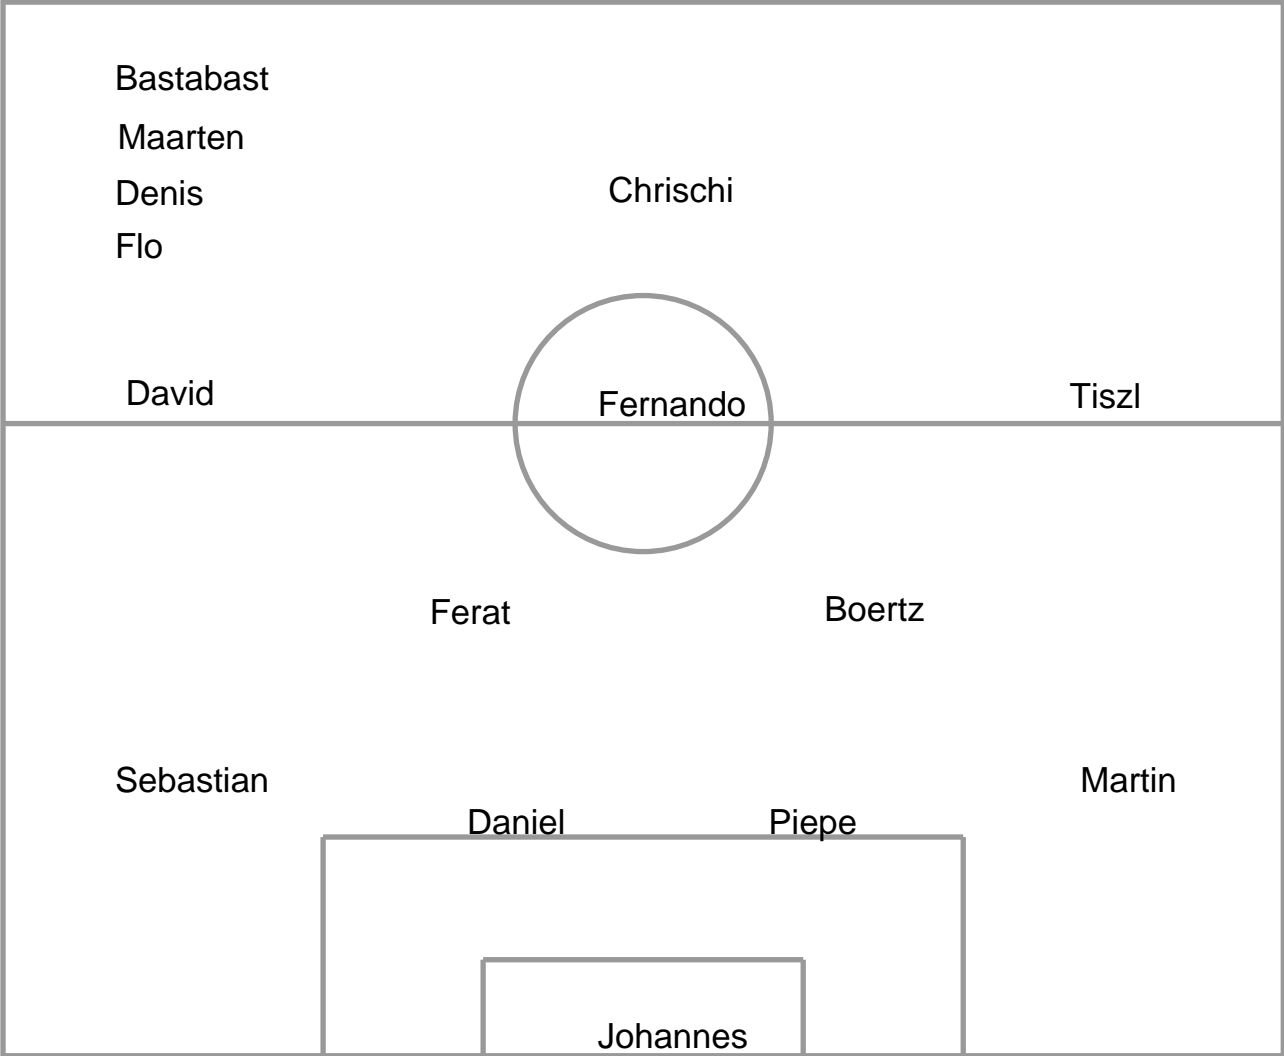 Bastabast
Maarten
Denis
Chrischi
Flo
David
Fernando
Tiszl
Ferat
Boertz
Sebastian
Martin
Daniel
Piepe
Johannes